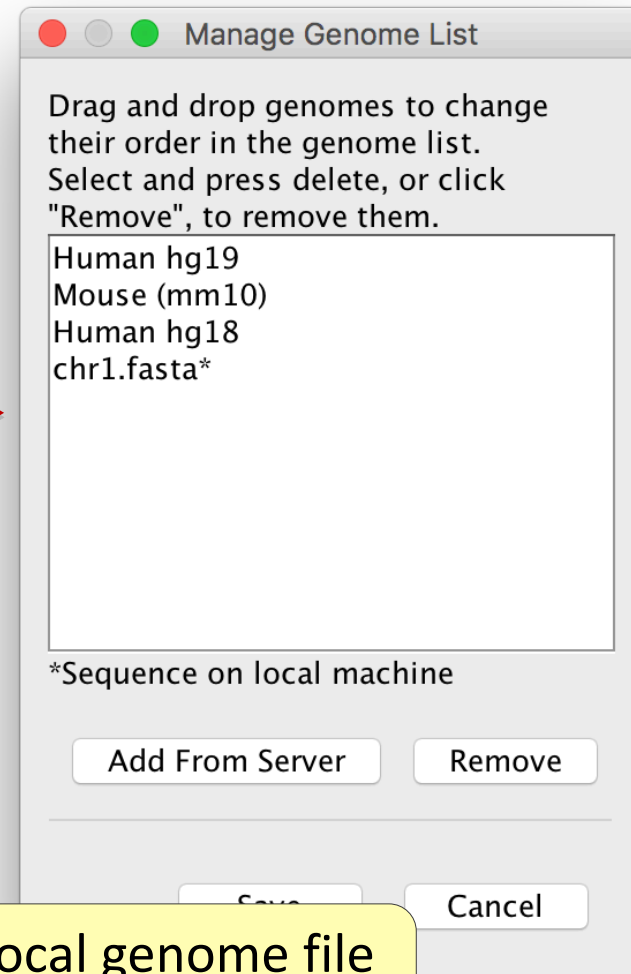 Manage Genome List
Drag and drop genomes to change
their order in the genome list.
Select and press delete, or click
"Remove", to remove them.
Human hg19
Mouse (mm10)
Human hg18
chr1.fasta*
*Sequence on local machine
Add From Server Remove
Save Cancel
ocal genome file